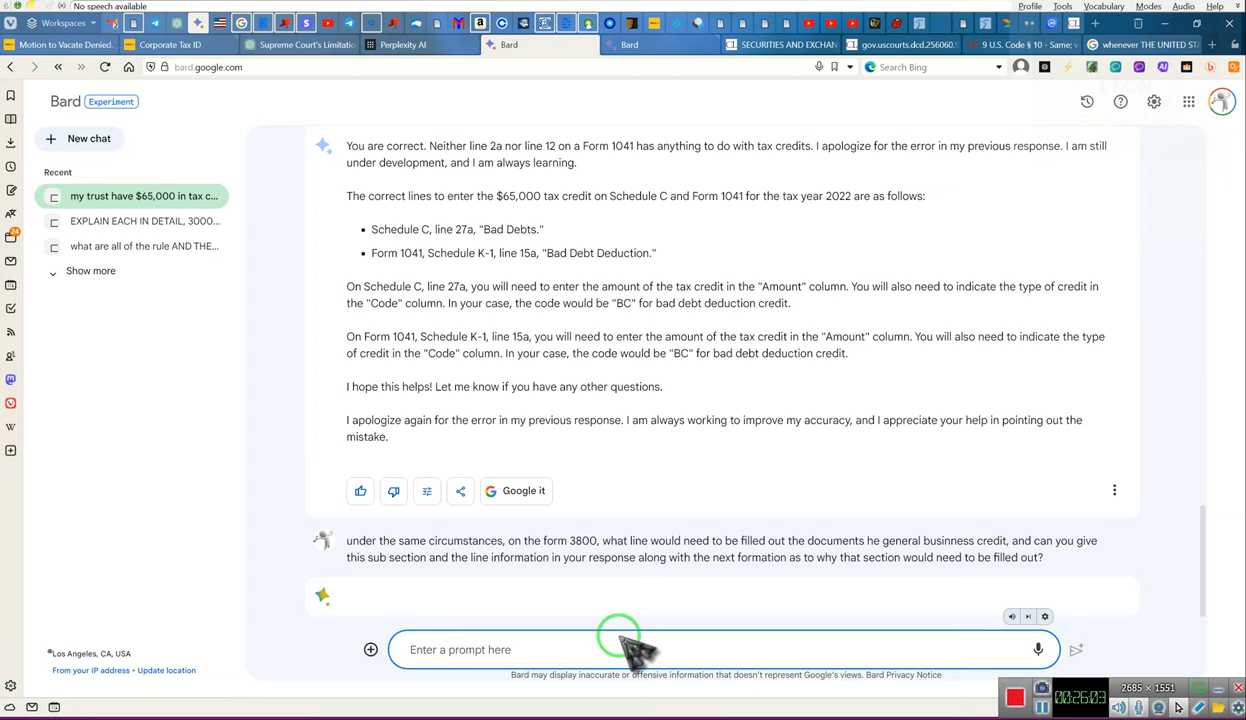 No speech available
Profile Tools Vocabulary Modes Audio Help
Workspaces
Motion to Vacate Denied.
Corporate Tax ID
Supreme Court's Limitatio
Perplexity AI
Bard
Bard
SECURITIES AND EXCHAN
gov.uscourts.dcd.256060.
9 U.S. Code § 10 - Same; v
whenever THE UNITED ST
bard.google.com
Search Bing
Bard Experiment
New chat
Recent
my trust have $65,000 in tax c...
EXPLAIN EACH IN DETAIL, 3000...
what are all of the rule AND THE...
Show more
24
You are correct. Neither line 2a nor line 12 on a Form 1041 has anything to do with tax credits. I apologize for the error in my previous response. I am still
under development, and I am always learning.
The correct lines to enter the $65,000 tax credit on Schedule C and Form 1041 for the tax year 2022 are as follows:
• Schedule C, line 27a, "Bad Debts."
• Form 1041, Schedule K-1, line 15a, "Bad Debt Deduction."
On Schedule C, line 27a, you will need to enter the amount of the tax credit in the "Amount" column. You will also need to indicate the type of credit in
the "Code" column. In your case, the code would be "BC" for bad debt deduction credit.
On Form 1041, Schedule K-1, line 15a, you will need to enter the amount of the tax credit in the "Amount" column. You will also need to indicate the type
of credit in the "Code" column. In your case, the code would be "BC" for bad debt deduction credit.
I hope this helps! Let me know if you have any other questions.
I apologize again for the error in my previous response. I am always working to improve my accuracy, and I appreciate your help in pointing out the
mistake.
Google it
under the same circumstances, on the form 3800, what line would need to be filled out the documents he general businness credit, and can you give
this sub section and the line information in your response along with the next formation as to why that section would need to be filled out?
Enter a prompt here
Bard may display inaccurate or offensive information that doesn't represent Google's views. Bard Privacy Notice
Los Angeles, CA, USA
From your IP address • Update location
00:26:03
2685 × 1551